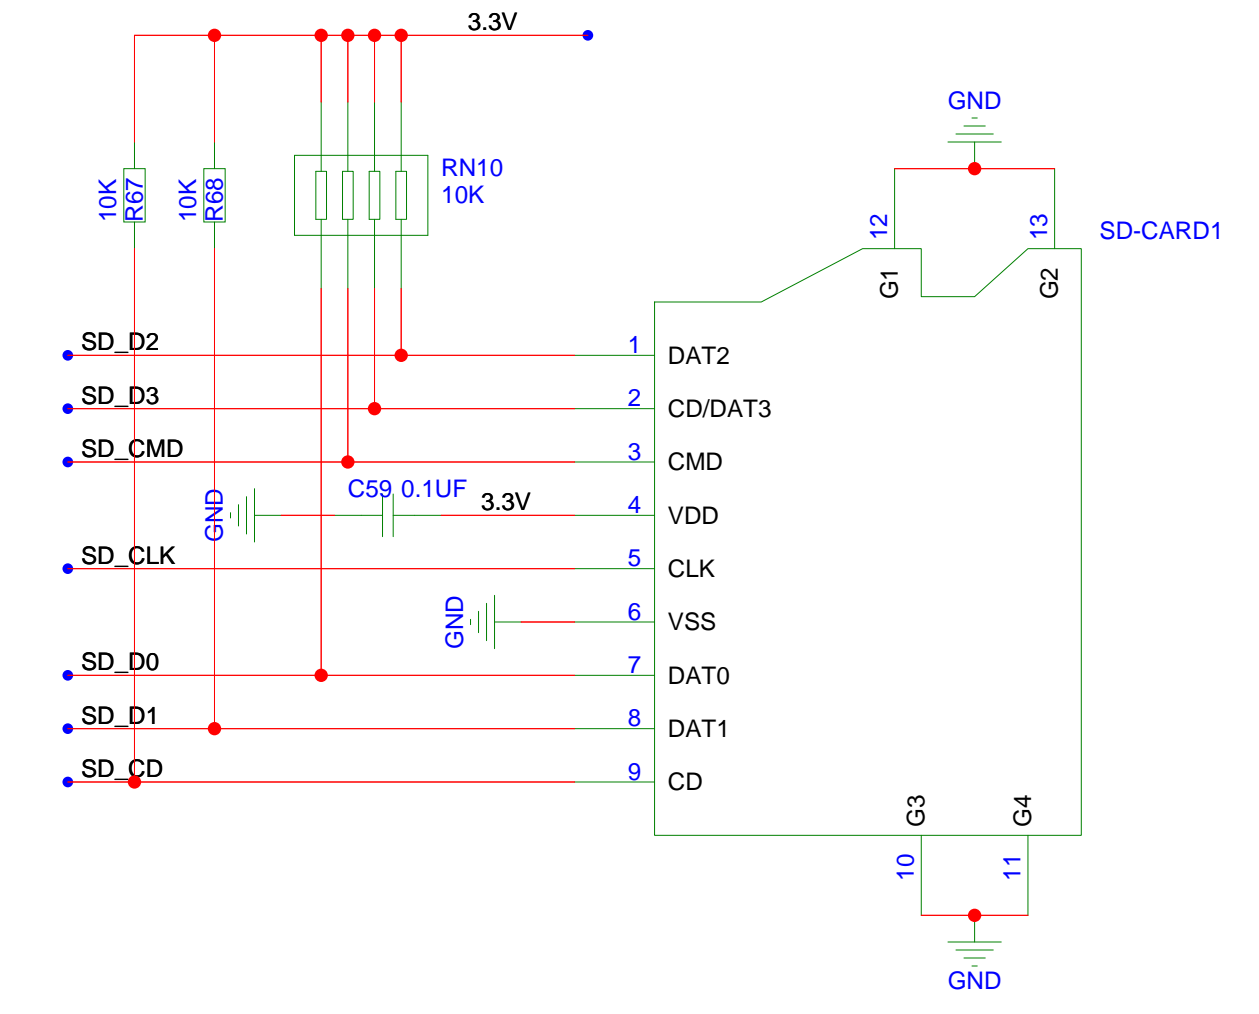 3.3V
GND
10K
R67
10K
R68
RN10
10K
12
13
SD-CARD1
G1
G2
SD_D2
1
DAT2
SD_D3
2
CD/DAT3
SD_CMD
3
CMD
GND
C59 0.1UF
3.3V
4
VDD
SD_CLK
5
CLK
GND
6
VSS
SD_D0
7
DAT0
SD_D1
8
DAT1
SD_CD
9
CD
G3
G4
10
11
GND